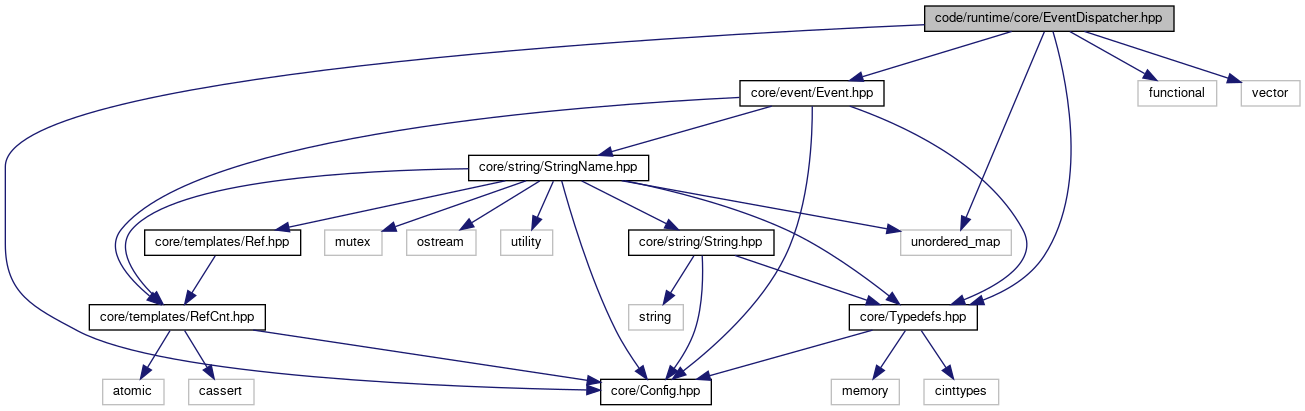 code/runtime/core/EventDispatcher.hpp
core/event/Event.hpp
functional
vector
core/string/StringName.hpp
core/templates/Ref.hpp
mutex
ostream
utility
core/string/String.hpp
unordered_map
core/templates/RefCnt.hpp
string
core/Typedefs.hpp
atomic
cassert
core/Config.hpp
memory
cinttypes